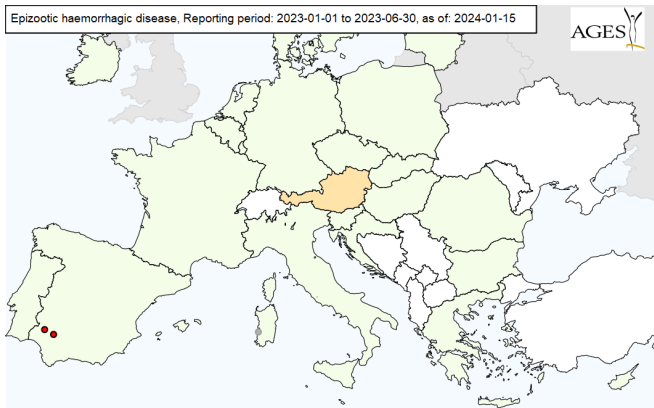 Epizootic haemorrhagic disease, Reporting period: 2023-01-01 to 2023-06-30, as of: 2024-01-15
AGES